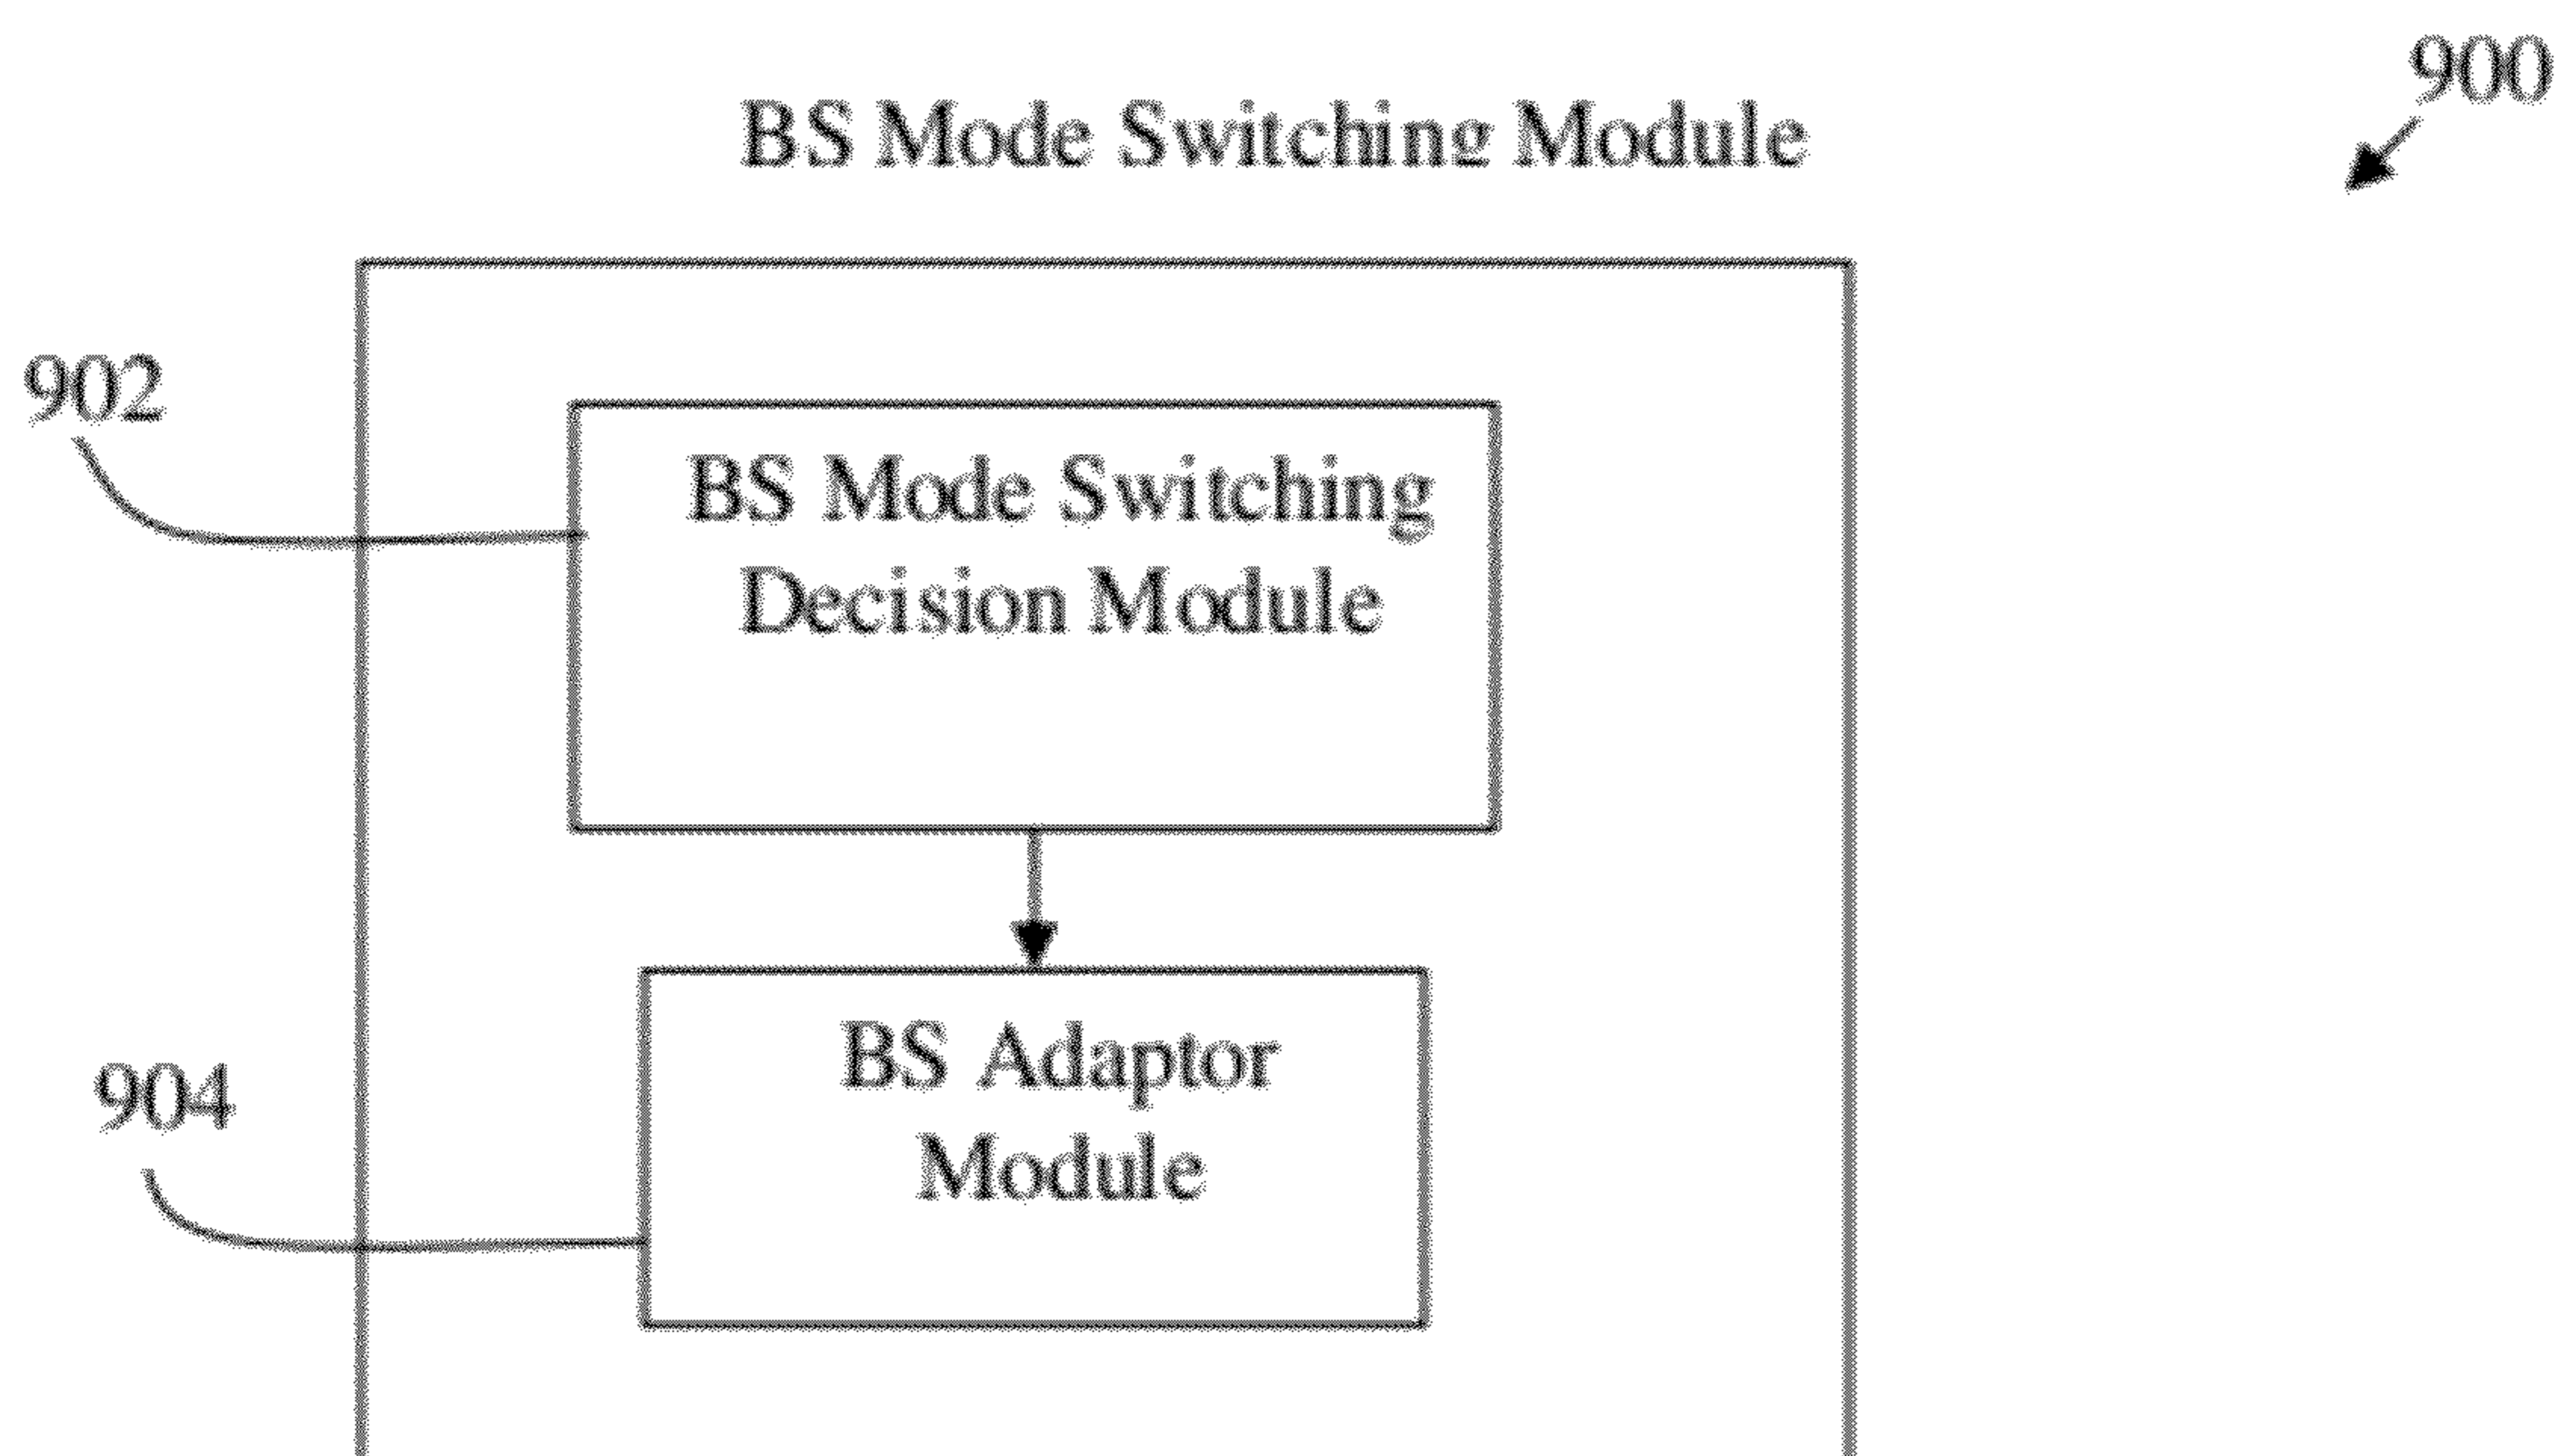 900
BS Mode Switching Module
902
BS Mode Switching
Decision Module
BS Adaptor
Module
904